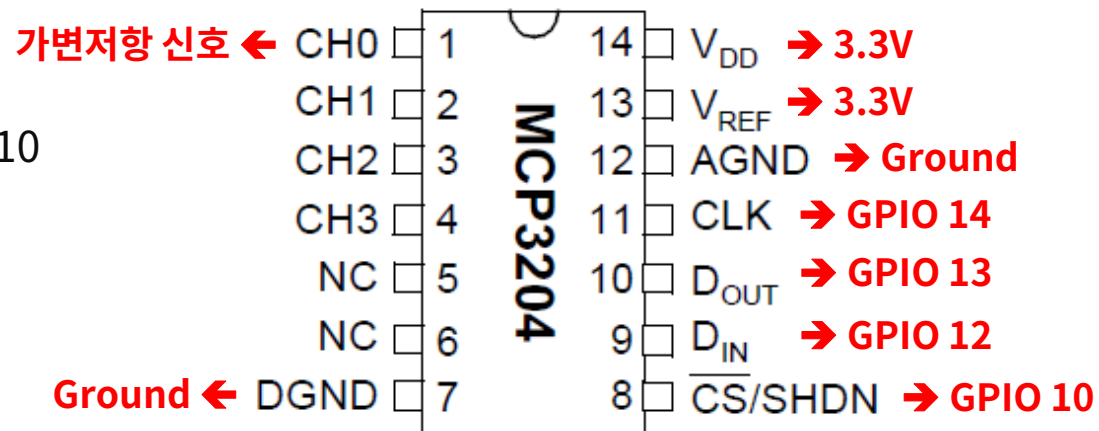 가변저항 신호 ← CH0 1 14 VDD → 3.3V
CH1 2 13 VREF → 3.3V
10
CH2 3 12 AGND → Ground
CH3 4 11 CLK → GPIO 14
NC 5 10 DOUT → GPIO 13
NC 6 9 DIN → GPIO 12
Ground ← DGND 7 8 CS/SHDN → GPIO 10
MCP3204